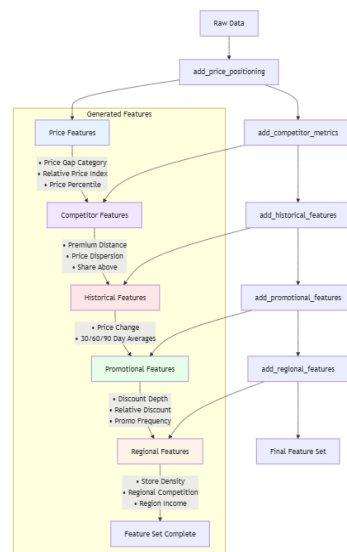 Raw Data
add_price_positioning
Generated Features
Price Features
add_competitor_metrics
• Price Gap Category
• Relative Price Index
• Price Percentile
Competitor Features
add_historical_features
• Premium Distance
• Price Dispersion
• Share Above
Historical Features
add_promotional_features
• Price Change
• 30/60/90 Day Averages
Promotional Features
add_regional_features
• Discount Depth
• Relative Discount
• Promo Frequency
Regional Features
Final Feature Set
• Store Density
• Regional Competition
• Region Income
Feature Set Complete